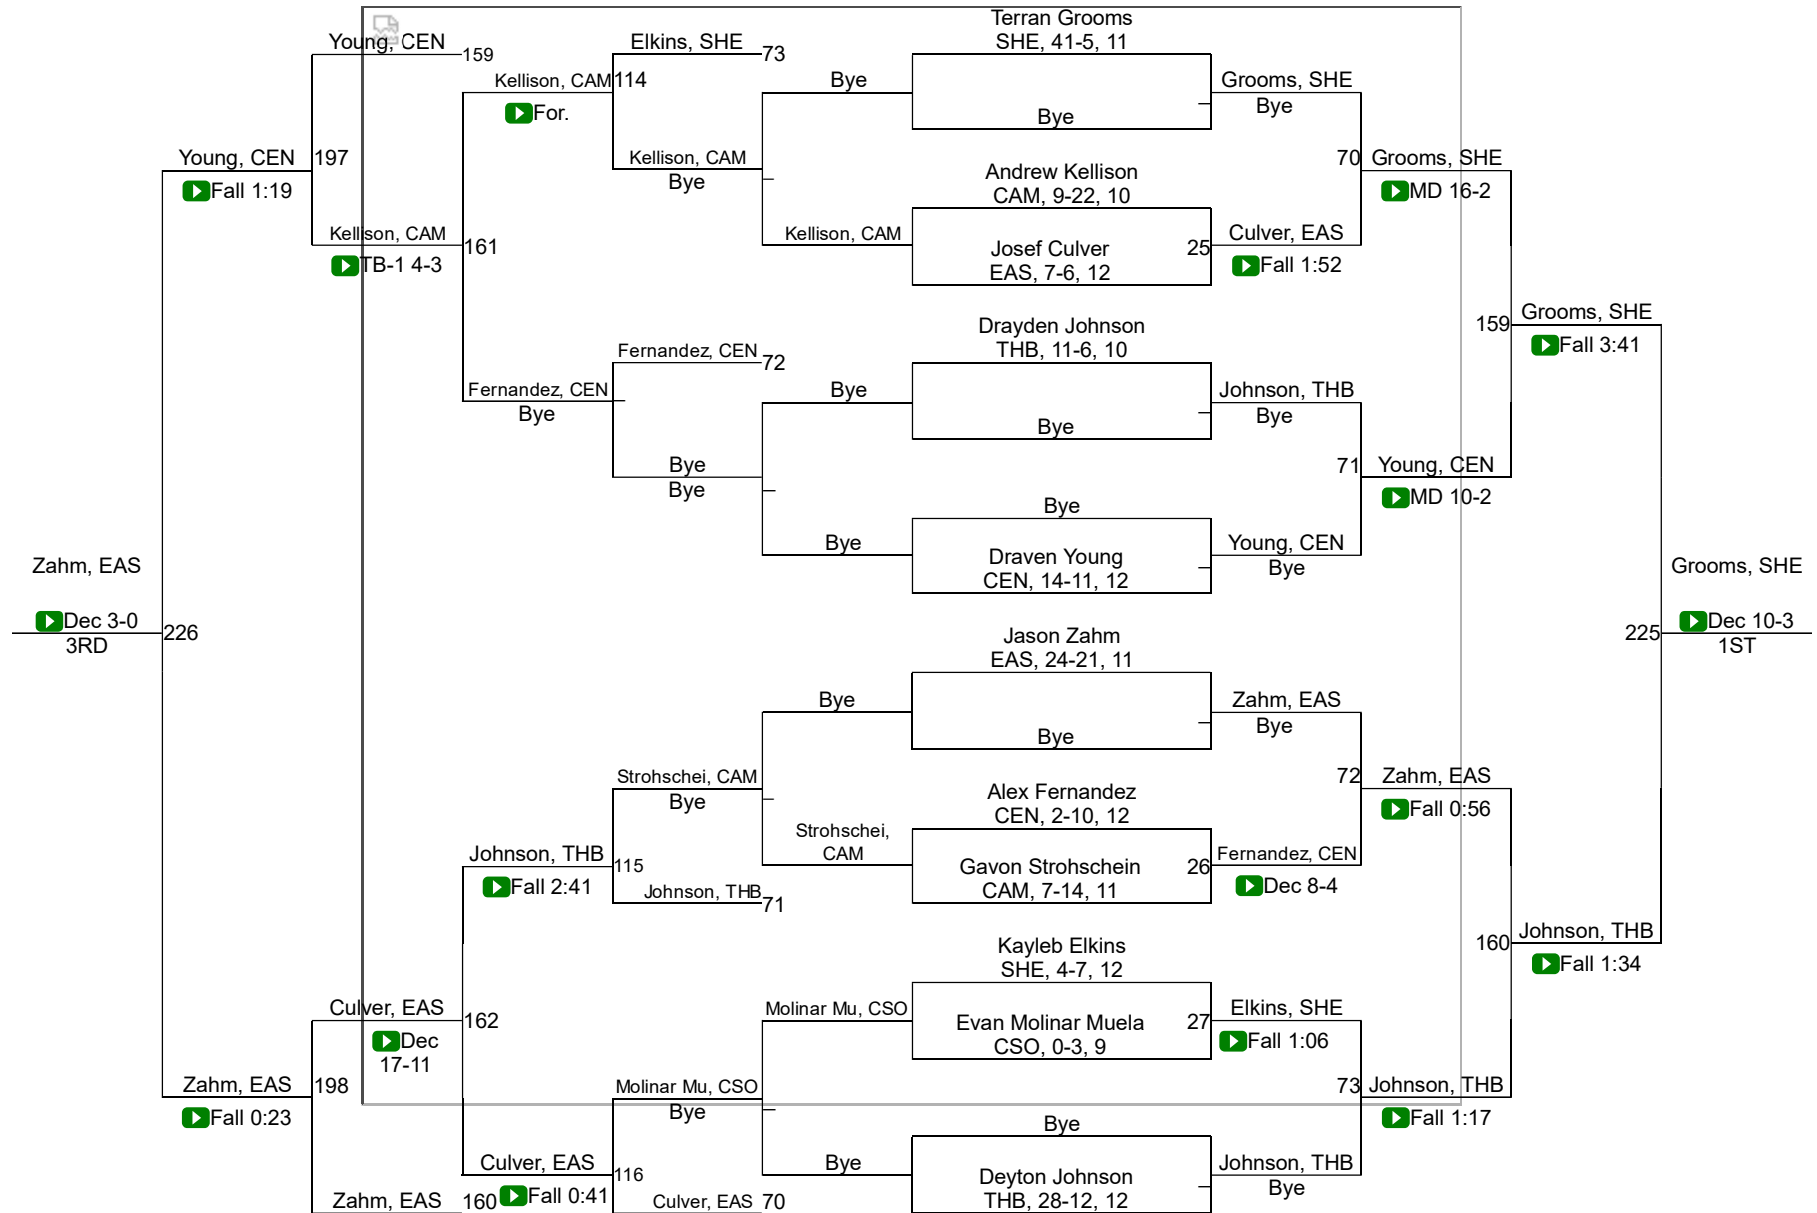 Terran Grooms
Young, CEN
Elkins, SHE
SHE, 41-5, 11
159
73
Kellison, CAM
114
Bye
Grooms, SHE
For.
Bye
Bye
Young, CEN
197
Kellison, CAM
70
Grooms, SHE
Fall 1:19
Bye
Andrew Kellison
MD 16-2
CAM, 9-22, 10
Kellison, CAM
161
Kellison, CAM
Josef Culver
25
Culver, EAS
TB-1 4-3
EAS, 7-6, 12
Fall 1:52
Drayden Johnson
159
Grooms, SHE
Fernandez, CEN
72
THB, 11-6, 10
Fall 3:41
Fernandez, CEN
Bye
Johnson, THB
Bye
Bye
Bye
Bye
71
Young, CEN
Bye
Bye
MD 10-2
Bye
Draven Young
Young, CEN
CEN, 14-11, 12
Bye
Zahm, EAS
Grooms, SHE
Dec 3-0
226
225
Dec 10-3
3RD
1ST
Jason Zahm
EAS, 24-21, 11
Bye
Zahm, EAS
Bye
Bye
Strohschei, CAM
72
Zahm, EAS
Bye
Alex Fernandez
Fall 0:56
CEN, 2-10, 12
Strohschei,
CAM
Johnson, THB
115
Gavon Strohschein
26
Fernandez, CEN
Fall 2:41
Johnson, THB
71
CAM, 7-14, 11
Dec 8-4
Kayleb Elkins
160
Johnson, THB
SHE, 4-7, 12
Fall 1:34
Culver, EAS
162
Molinar Mu, CSO
Evan Molinar Muela
27
Elkins, SHE
Dec
17-11
CSO, 0-3, 9
Fall 1:06
Zahm, EAS
198
Molinar Mu, CSO
73
Johnson, THB
Fall 0:23
Bye
Bye
Fall 1:17
Culver, EAS
116
Bye
Deyton Johnson
Johnson, THB
Zahm, EAS
160
Fall 0:41
Culver, EAS
70
THB, 28-12, 12
Bye